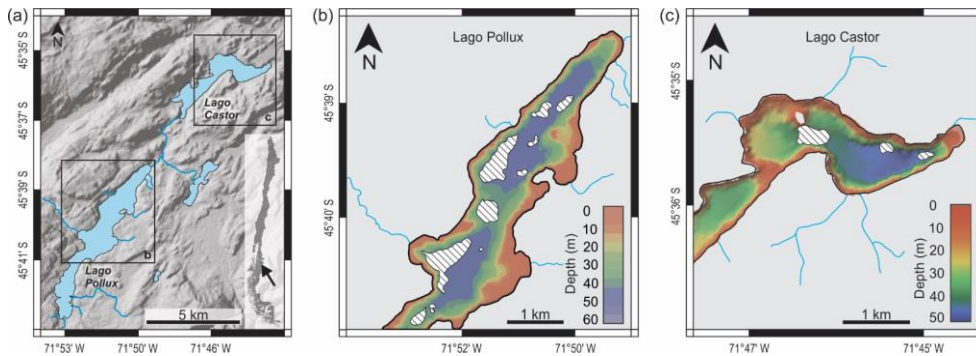 (a)
N
45°35' S
45°37' S
45°39' S
45°41' S
Lago
Castor
c
b
Lago
Pollux
5 km
71°53' W
71°50' W
71°46' W
(b)
Lago Pollux
N
45°39' S
45°40' S
0
10
20
30
40
50
60
Depth (m)
1 km
71°52' W
71°50' W
(c)
Lago Castor
N
45°35' S
45°36' S
0
10
20
30
40
50
Depth (m)
1 km
71°47' W
71°45' W